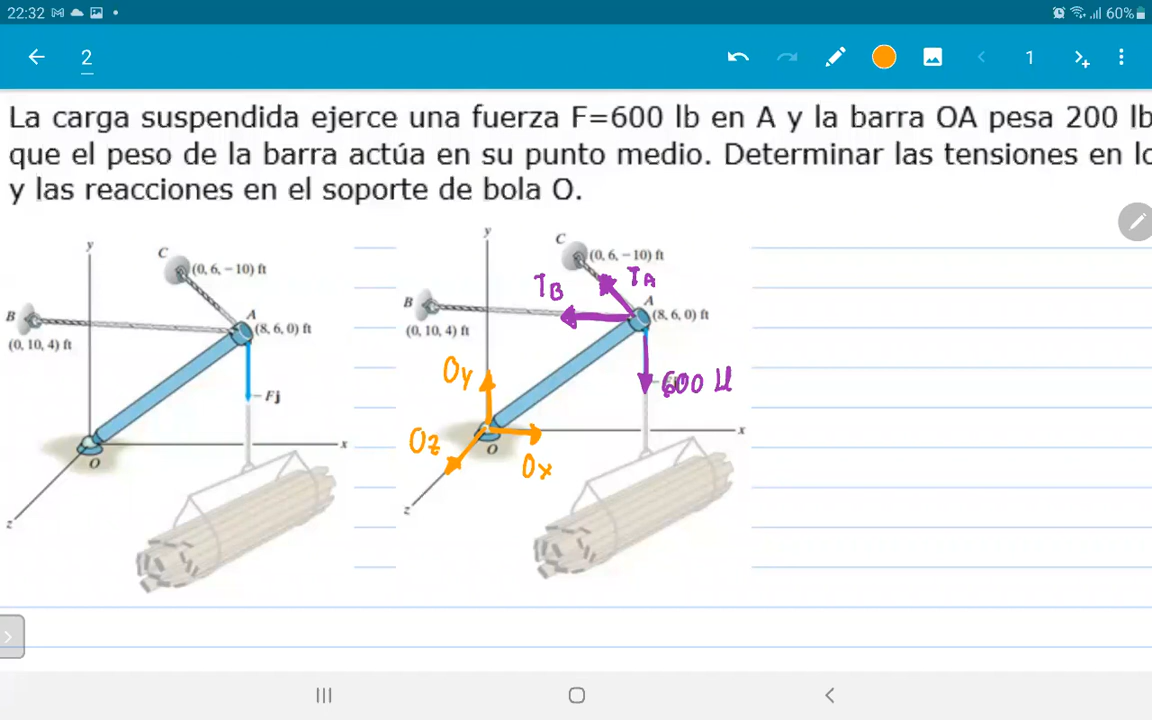 22:32
60%
2
1
La carga suspendida ejerce una fuerza F=600 lb en A y la barra OA pesa 200 lb
que el peso de la barra actúa en su punto medio. Determinar las tensiones en lo
y las reacciones en el soporte de bola O.
y
C
(0, 6, – 10) ft
B
(0, 10, 4) ft
A
(8, 6, 0) ft
– Fj
x
O
z
y
C
(0, 6, – 10) ft
TB
TA
B
(0, 10, 4) ft
A
(8, 6, 0) ft
Oy
600
x
Oz
O
Ox
z